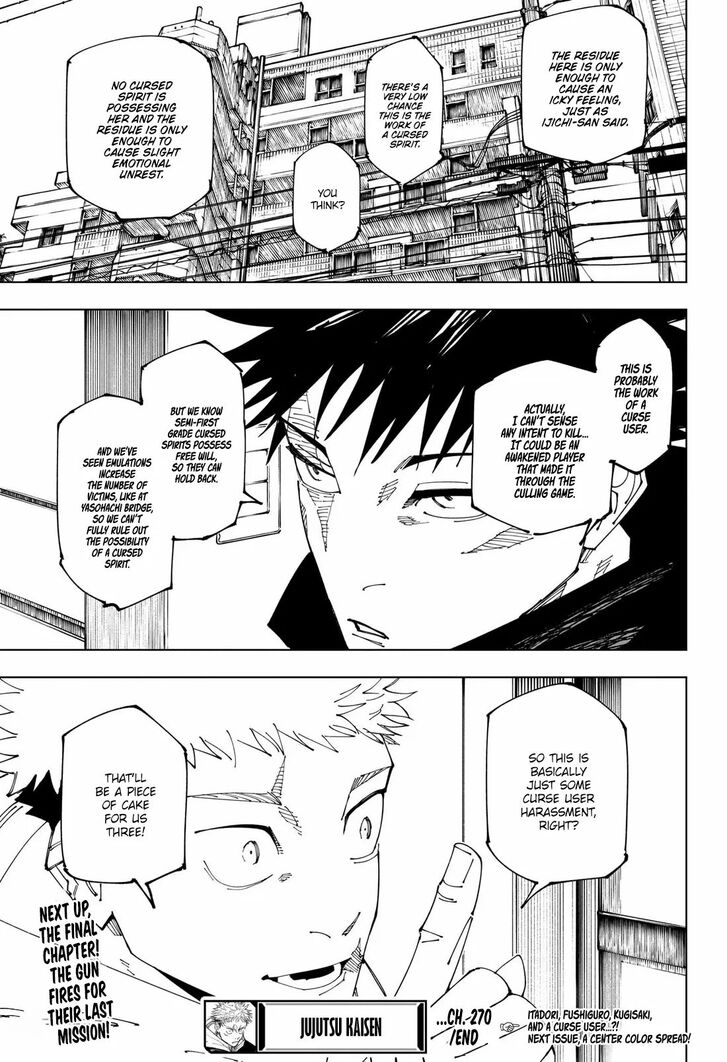 THE RESIDUE
HERE IS ONLY
ENOUGH TO
CAUSE AN
ICKY FEELING,
JUST AS
IJICHI-SAN SAID.
THERE'S A
VERY LOW
CHANCE
THIS IS THE
WORK OF
A CURSED
SPIRIT.
YOU
THINK?
NO CURSED
SPIRIT IS
POSSESSING
HER AND THE
RESIDUE IS ONLY
ENOUGH TO
CAUSE SLIGHT
EMOTIONAL
UNREST.
THIS IS
PROBABLY
THE WORK
OF A
CURSE
USER.
ACTUALLY,
I CAN'T SENSE
ANY INTENT TO KILL...
IT COULD BE AN
AWAKENED PLAYER
THAT MADE IT
THROUGH THE
CULLING GAME.
BUT WE KNOW
SEMI-FIRST
GRADE CURSED
SPIRITS POSSESS
FREE WILL,
SO THEY CAN
HOLD BACK.
AND WE'VE
SEEN EMULATIONS
INCREASE
THE NUMBER OF
VICTIMS, LIKE AT
YASOHACHI BRIDGE,
SO WE CAN'T
FULLY RULE OUT
THE POSSIBILITY
OF A CURSED
SPIRIT.
SO THIS IS
BASICALLY
JUST SOME
CURSE USER
HARASSMENT,
RIGHT?
THAT'LL
BE A PIECE
OF CAKE
FOR US
THREE!
NEXT UP,
THE FINAL
CHAPTER!
THE GUN
FIRES FOR
THEIR LAST
MISSION!
JUJUTSU KAISEN
...CH.-270
/END
ITADORI, FUSHIGURO, KUGISAKI,
AND A CURSE USER...?!
NEXT ISSUE, A CENTER COLOR SPREAD!